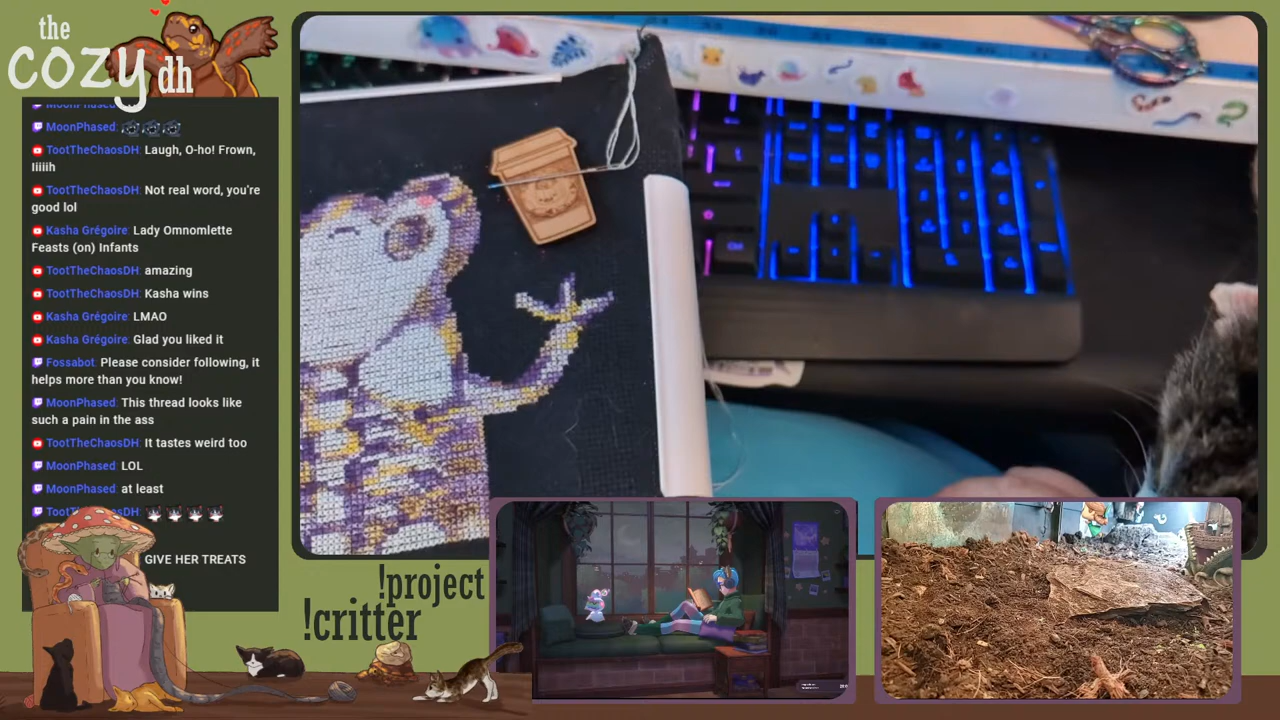 the
cozy dh
MoonPhased:
MoonPhased:
TootTheChaosDH: Laugh, O-ho! Frown,
Iiiiih
TootTheChaosDH: Not real word, you're
good lol
Kasha Grégoire: Lady Omnomlette
Feasts (on) Infants
TootTheChaosDH: amazing
TootTheChaosDH: Kasha wins
Kasha Grégoire: LMAO
Kasha Grégoire: Glad you liked it
Fossabot: Please consider following, it
helps more than you know!
MoonPhased: This thread looks like
such a pain in the ass
TootTheChaosDH: It tastes weird too
MoonPhased: LOL
MoonPhased: at least
GIVE HER TREATS
!project
!critter